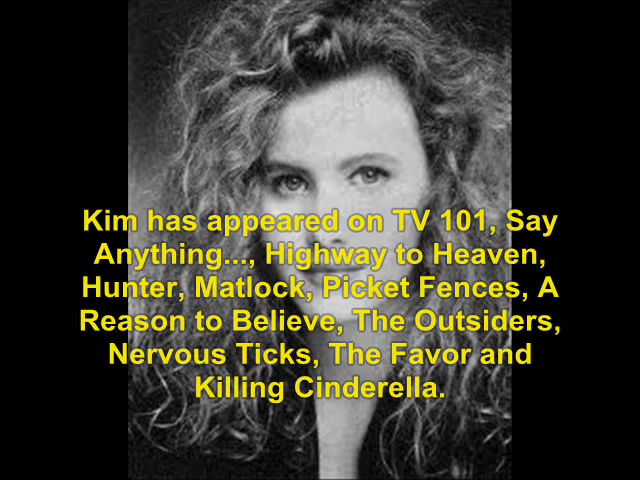 Kim has appeared on TV 101, Say
Anything..., Highway to Heaven,
Hunter, Matlock, Picket Fences, A
Reason to Believe, The Outsiders,
Nervous Ticks, The Favor and
Killing Cinderella.